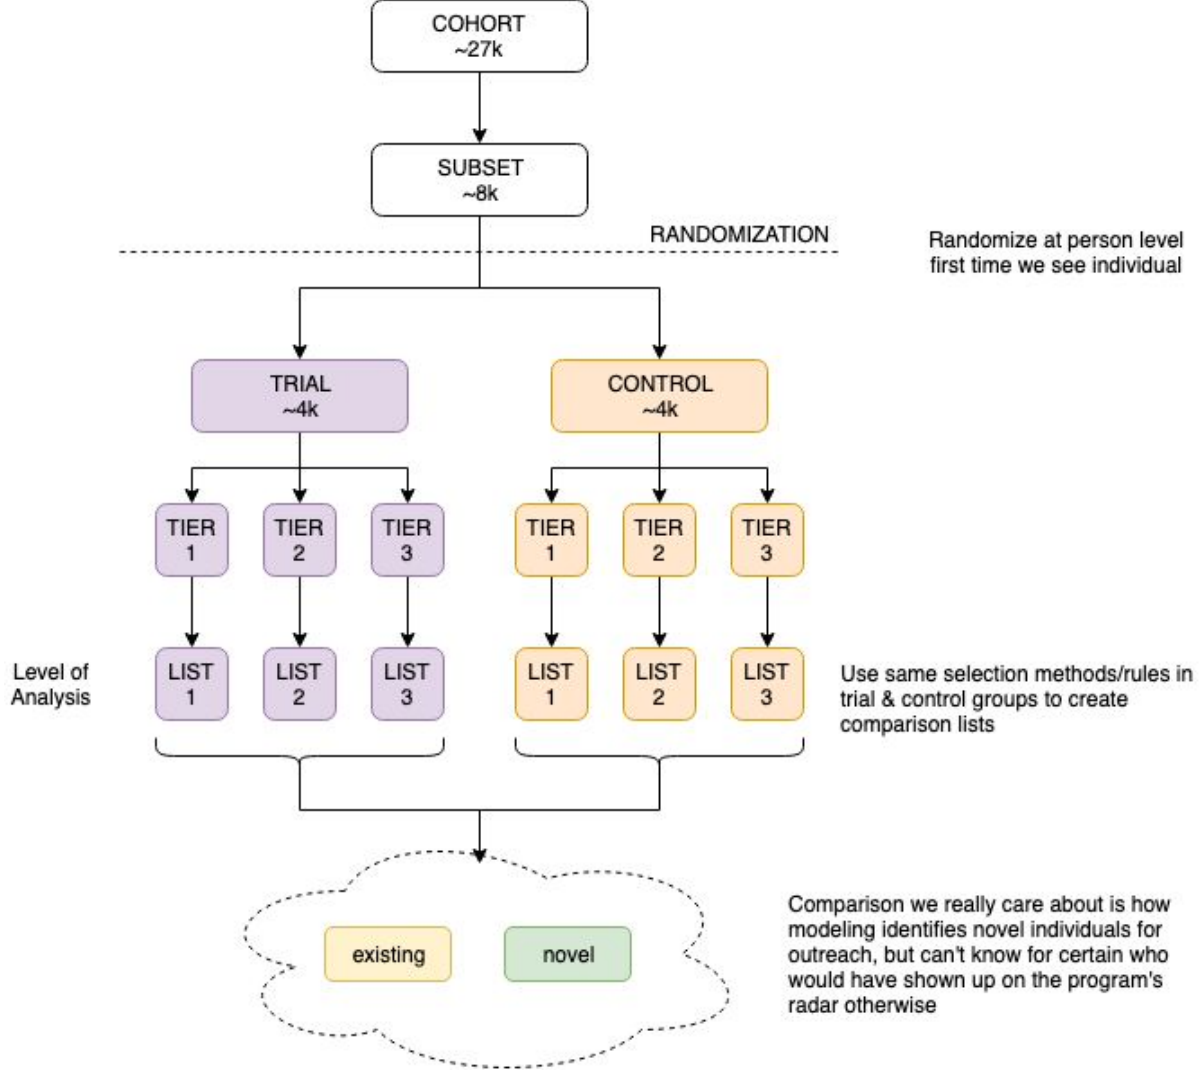 COHORT
~27k
SUBSET
~8k
RANDOMIZATION
Randomize at person level
first time we see individual
TRIAL
~4k
CONTROL
~4k
TIER
1
TIER
2
TIER
3
TIER
1
TIER
2
TIER
3
Level of
Analysis
LIST
1
LIST
2
LIST
3
LIST
1
LIST
2
LIST
3
Use same selection methods/rules in
trial & control groups to create
comparison lists
existing
novel
Comparison we really care about is how
modeling identifies novel individuals for
outreach, but can't know for certain who
would have shown up on the program's
radar otherwise